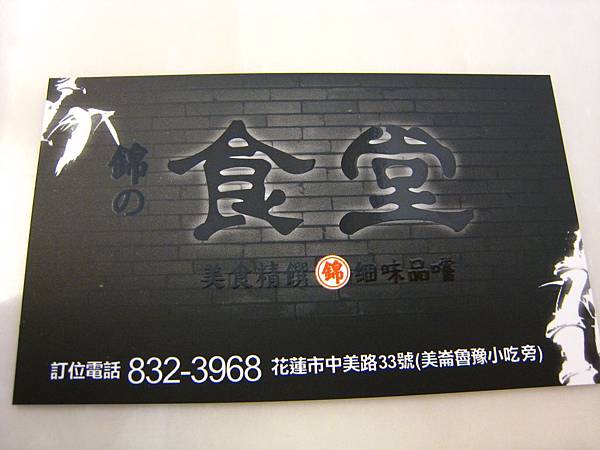 錦の
食堂
美食精饌 錦 細味品嚐
訂位電話 832-3968 花蓮市中美路33號(美崙魯豫小吃旁)